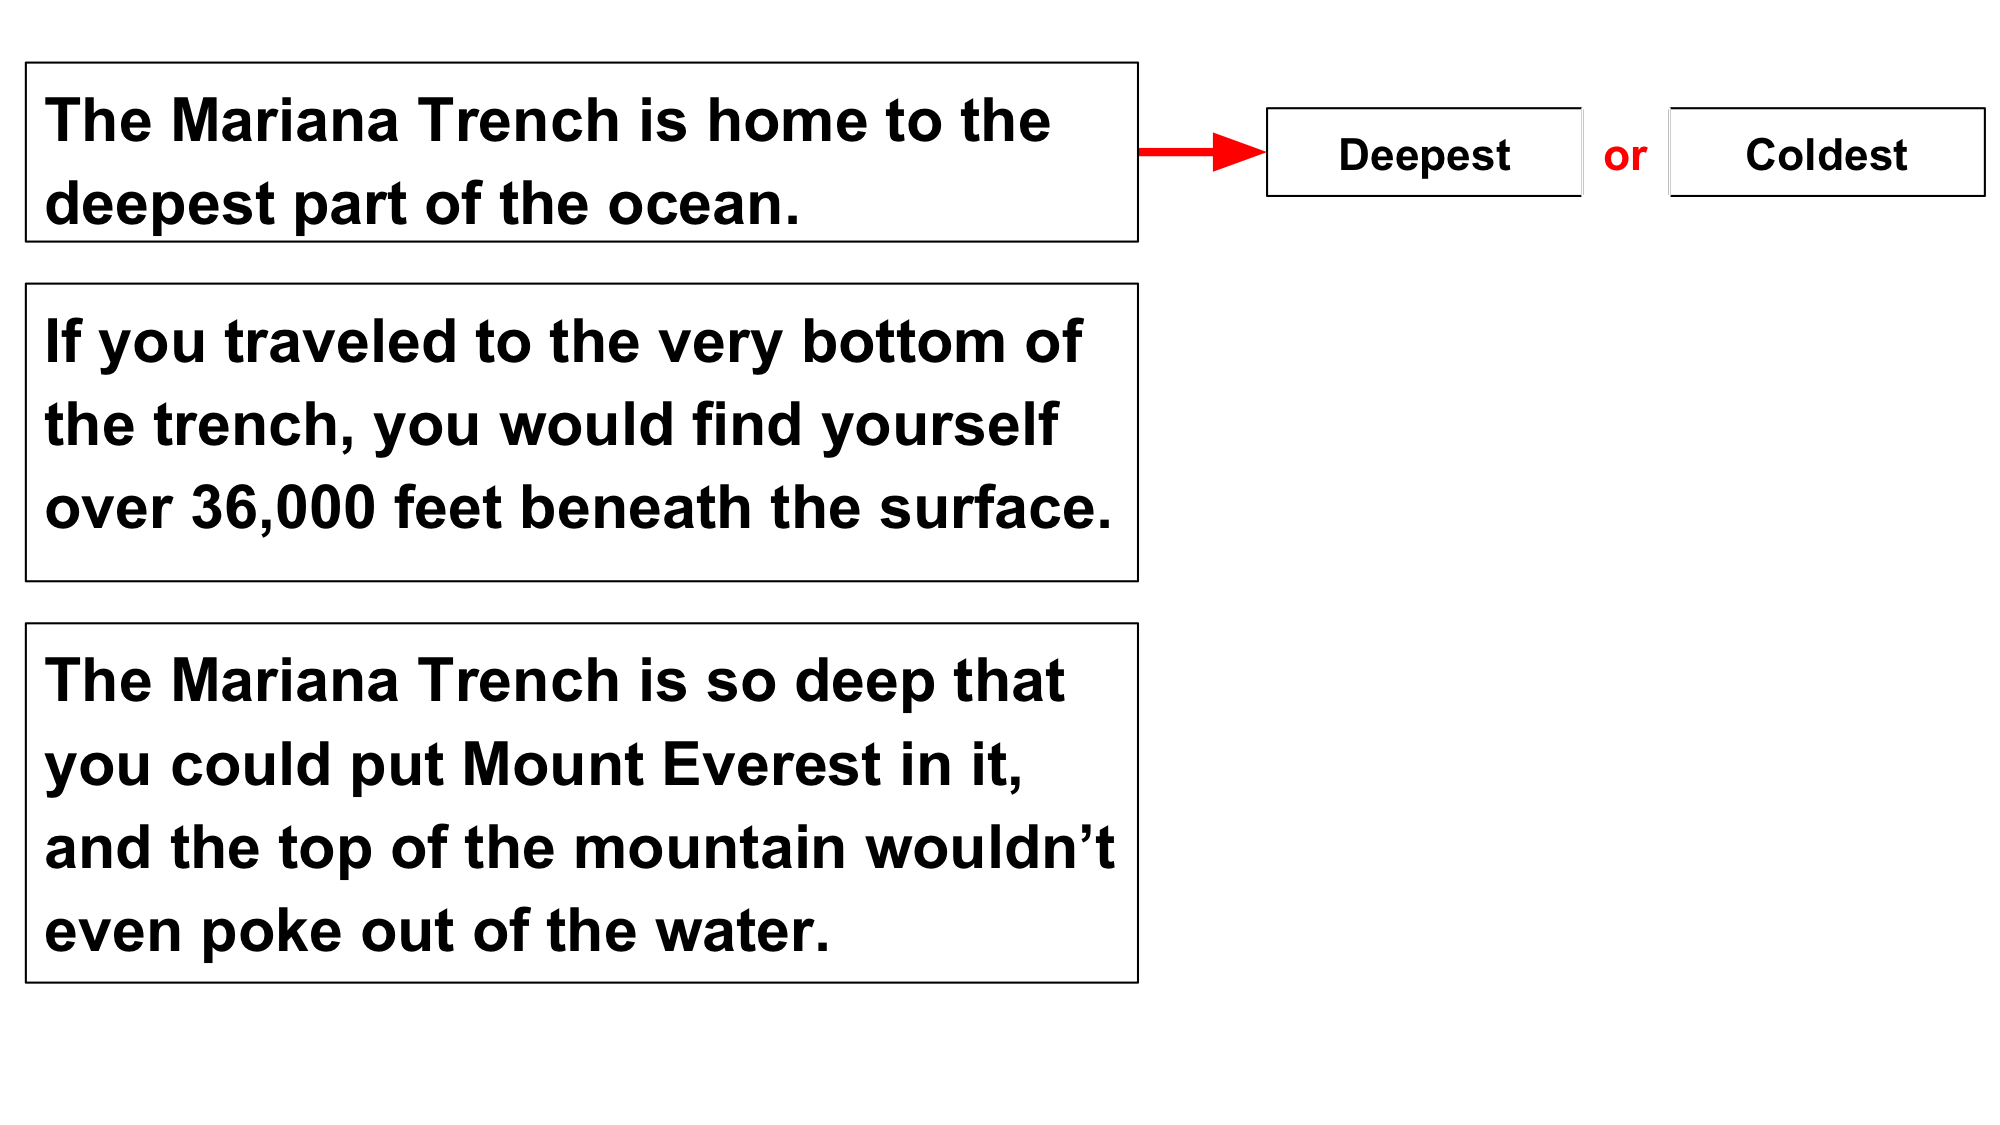 The Mariana Trench is home to the
deepest part of the ocean.
Deepest or Coldest
If you traveled to the very bottom of
the trench, you would find yourself
over 36,000 feet beneath the surface.
The Mariana Trench is so deep that
you could put Mount Everest in it,
and the top of the mountain wouldn’t
even poke out of the water.